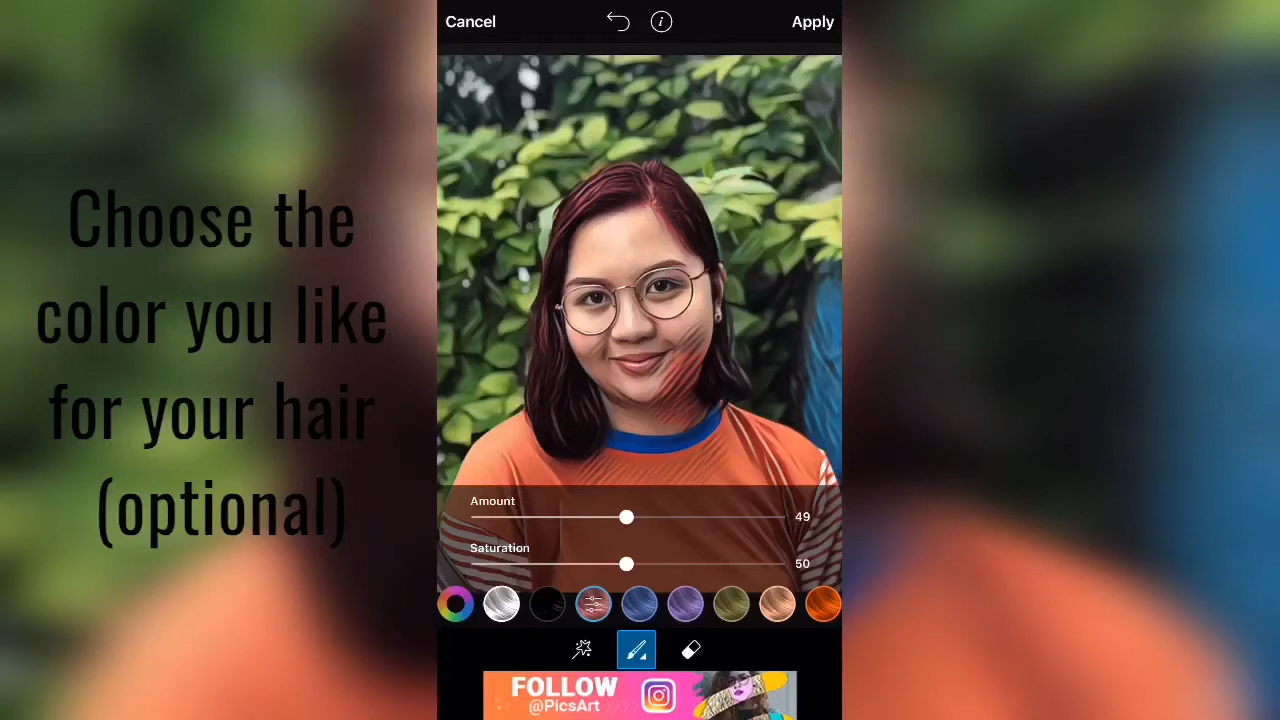 Cancel
Apply
Choose the
color you like
for your hair
(optional)
Amount
49
Saturation
50
FOLLOW
@PicsArt